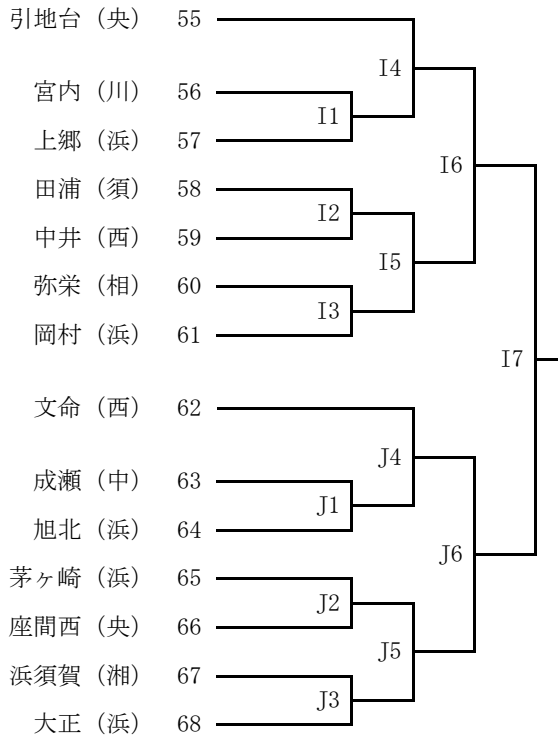 引地台（央） 55
I4
宮内（川） 56
I1
上郷（浜） 57
I6
田浦（須） 58
I2
中井（西） 59
I5
弥栄（相） 60
I3
岡村（浜） 61
I7
文命（西） 62
J4
成瀬（中） 63
J1
旭北（浜） 64
J6
茅ヶ崎（浜） 65
J2
座間西（央） 66
J5
浜須賀（湘） 67
J3
大正（浜） 68